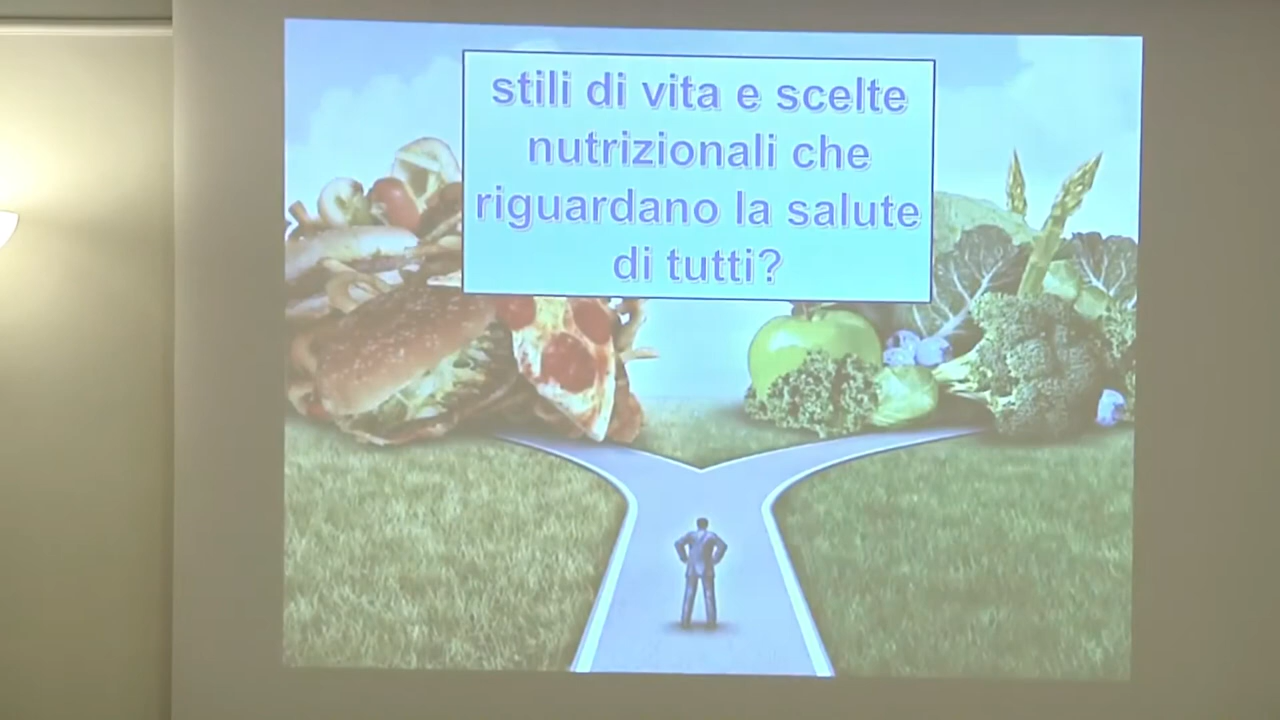 stili di vita e scelte
nutrizionali che
riguardano la salute
di tutti?